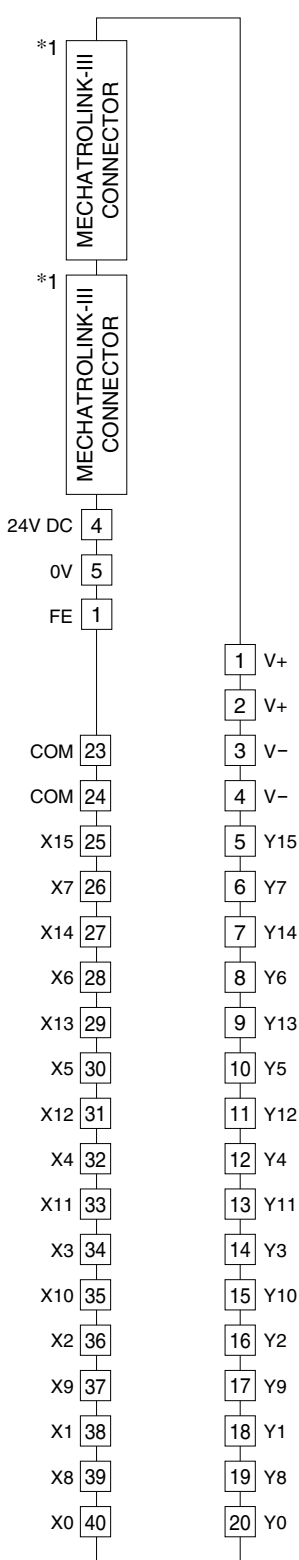 *1
MECHATROLINK-III
CONNECTOR
*1
MECHATROLINK-III
CONNECTOR
24V DC 4
0V 5
FE 1
1 V+
2 V+
COM 23 3 V−
COM 24 4 V−
X15 25 5 Y15
X7 26 6 Y7
X14 27 7 Y14
X6 28 8 Y6
X13 29 9 Y13
X5 30 10 Y5
X12 31 11 Y12
X4 32 12 Y4
X11 33 13 Y11
X3 34 14 Y3
X10 35 15 Y10
X2 36 16 Y2
X9 37 17 Y9
X1 38 18 Y1
X8 39 19 Y8
X0 40 20 Y0